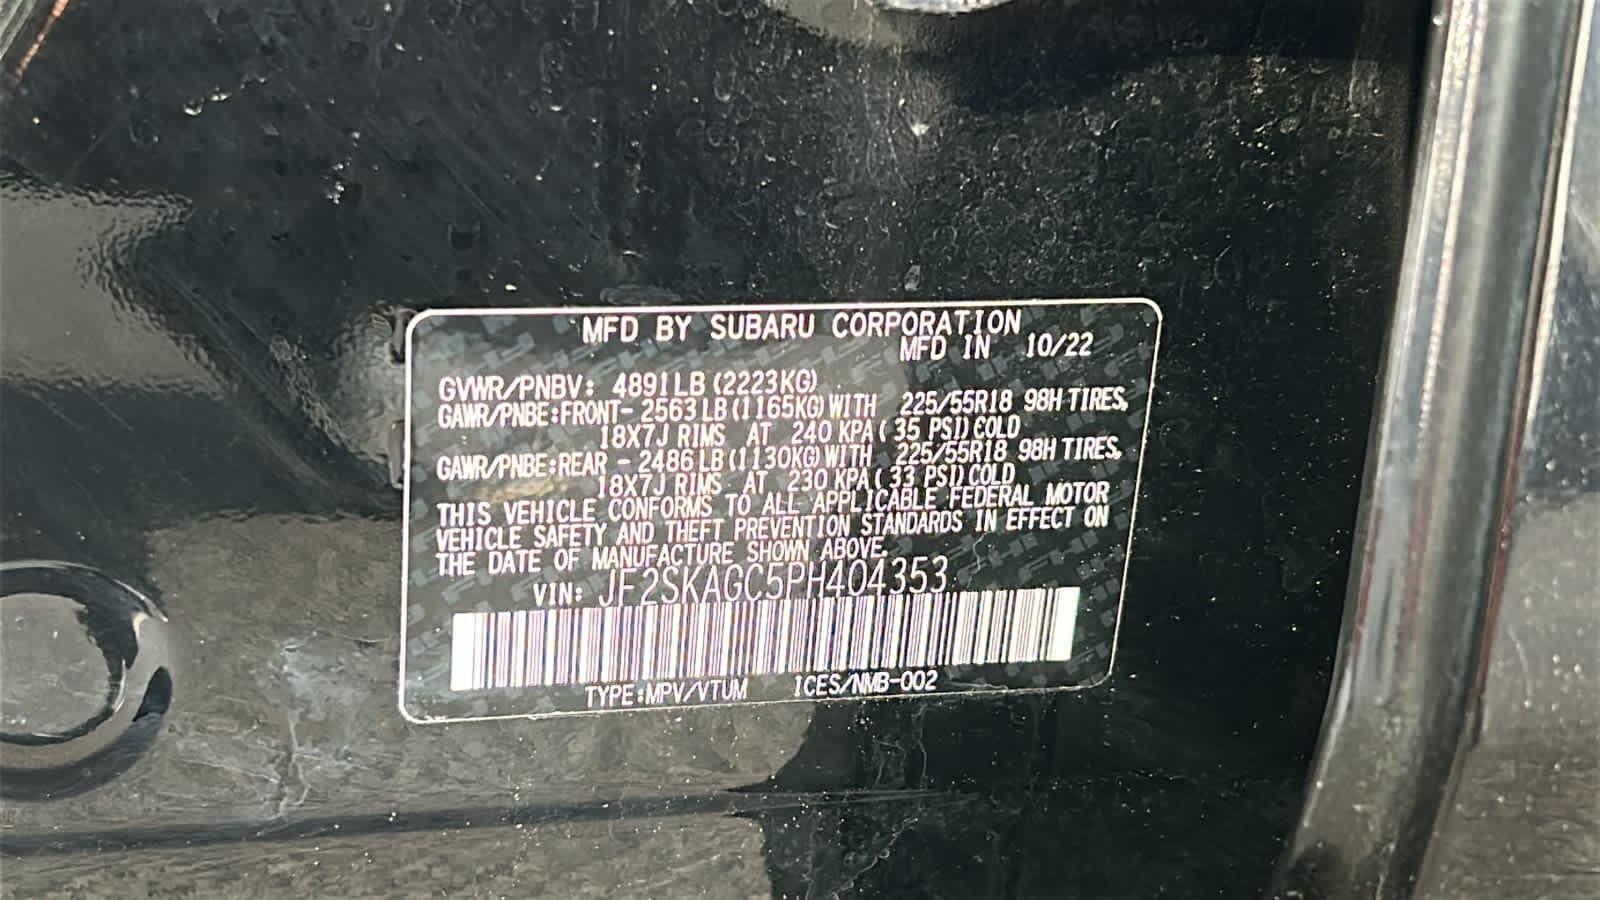 MFD BY SUBARU CORPORATION
MFD IN 10/22
GVWR/PNBV: 4891LB (2223KG)
GAWR/PNBE:FRONT- 2563 LB (1165KG) WITH 225/55R18 98H TIRES,
18X7J RIMS AT 240 KPA ( 35 PSI) COLD
GAWR/PNBE:REAR - 2486 LB (1130KG) WITH 225/55R18 98H TIRES,
18X7J RIMS AT 230 KPA ( 33 PSI) COLD
THIS VEHICLE CONFORMS TO ALL APPLICABLE FEDERAL MOTOR
VEHICLE SAFETY AND THEFT PREVENTION STANDARDS IN EFFECT ON
THE DATE OF MANUFACTURE SHOWN ABOVE.
VIN: JF2SKAGC5PH404353
TYPE:MPV/VTUM ICES/NMB-002